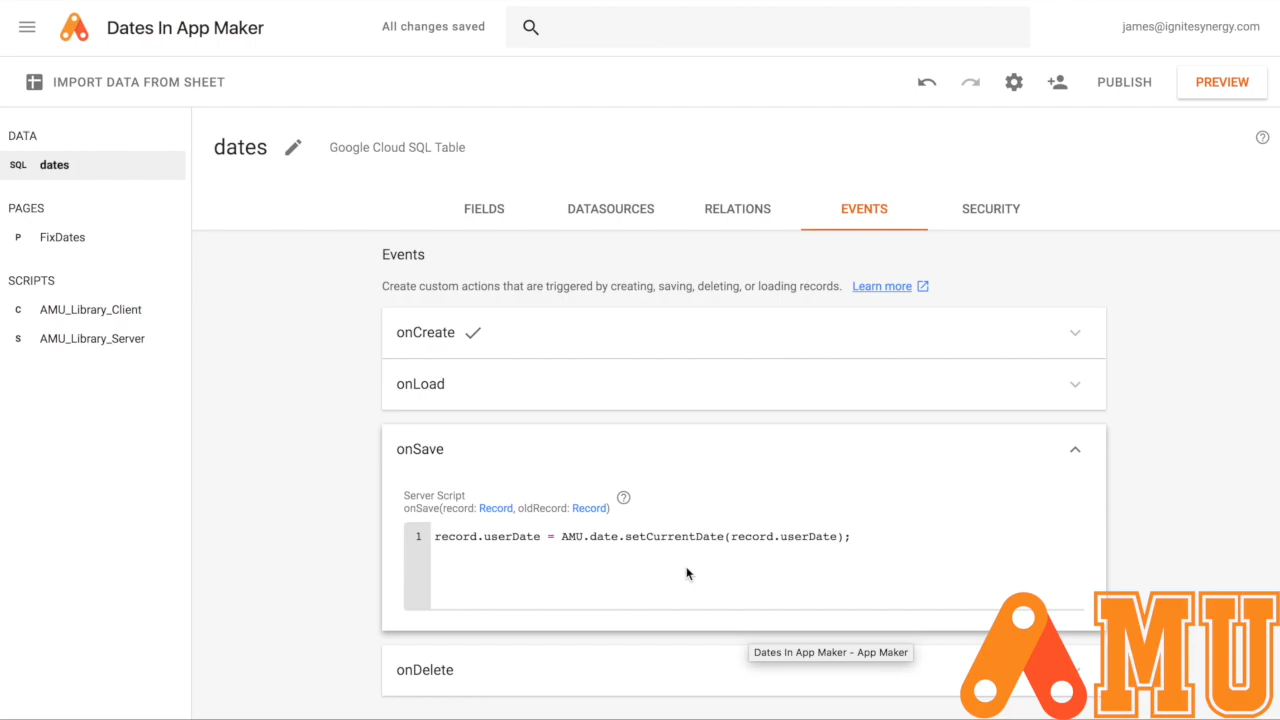 Dates In App Maker
All changes saved
james@ignitesynergy.com
IMPORT DATA FROM SHEET
PUBLISH
PREVIEW
DATA
SQL dates
PAGES
P FixDates
SCRIPTS
C AMU_Library_Client
S AMU_Library_Server
dates
Google Cloud SQL Table
FIELDS
DATASOURCES
RELATIONS
EVENTS
SECURITY
Events
Create custom actions that are triggered by creating, saving, deleting, or loading records. Learn more
onCreate
onLoad
onSave
Server Script
onSave(record: Record, oldRecord: Record)
1 record.userDate = AMU.date.setCurrentDate(record.userDate);
Dates In App Maker - App Maker
onDelete
MU